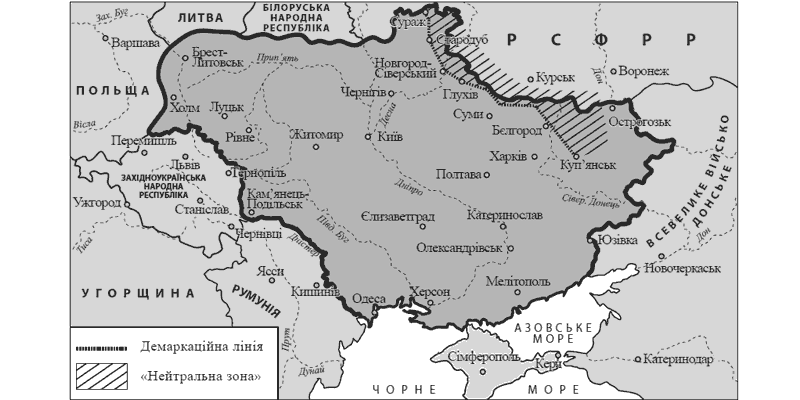 ЛИТВА
БІЛОРУСЬКА
НАРОДНА
РЕСПУБЛІКА
Зах. Буг
Варшава
Сураж
Стародуб
Р С Ф Р Р
Брест-
Литовськ
Прип'ять
Новгород-
Сіверський
Курськ
Дон
Воронеж
ПОЛЬЩА
Чернігів
Глухів
Холм
Луцьк
Десна
Суми
Острогозьк
Вісла
Рівне
Житомир
Київ
Бєлгород
Перемишль
Львів
Харків
Куп'янськ
Тернопіль
Полтава
ЗАХІДНОУКРАЇНСЬКА
НАРОДНА
РЕСПУБЛІКА
Кам'янець-
Подільськ
Дніпро
Сівер. Донець
ВСЕВЕЛИКЕ ВІЙСЬКО
ДОНСЬКЕ
Ужгород
Станіслав
Єлизаветград
Катеринослав
Півд. Буг
Чернівці
Дністер
Тиса
Олександрівськ
Юзівка
Дон
Ясси
Новочеркаськ
УГОРЩИНА
РУМУНІЯ
Кишинів
Одеса
Херсон
Мелітополь
Прут
АЗОВСЬКЕ
МОРЕ
Демаркаційна лінія
Сімферополь
Керч
Катеринодар
«Нейтральна зона»
Дунай
ЧОРНЕ МОРЕ